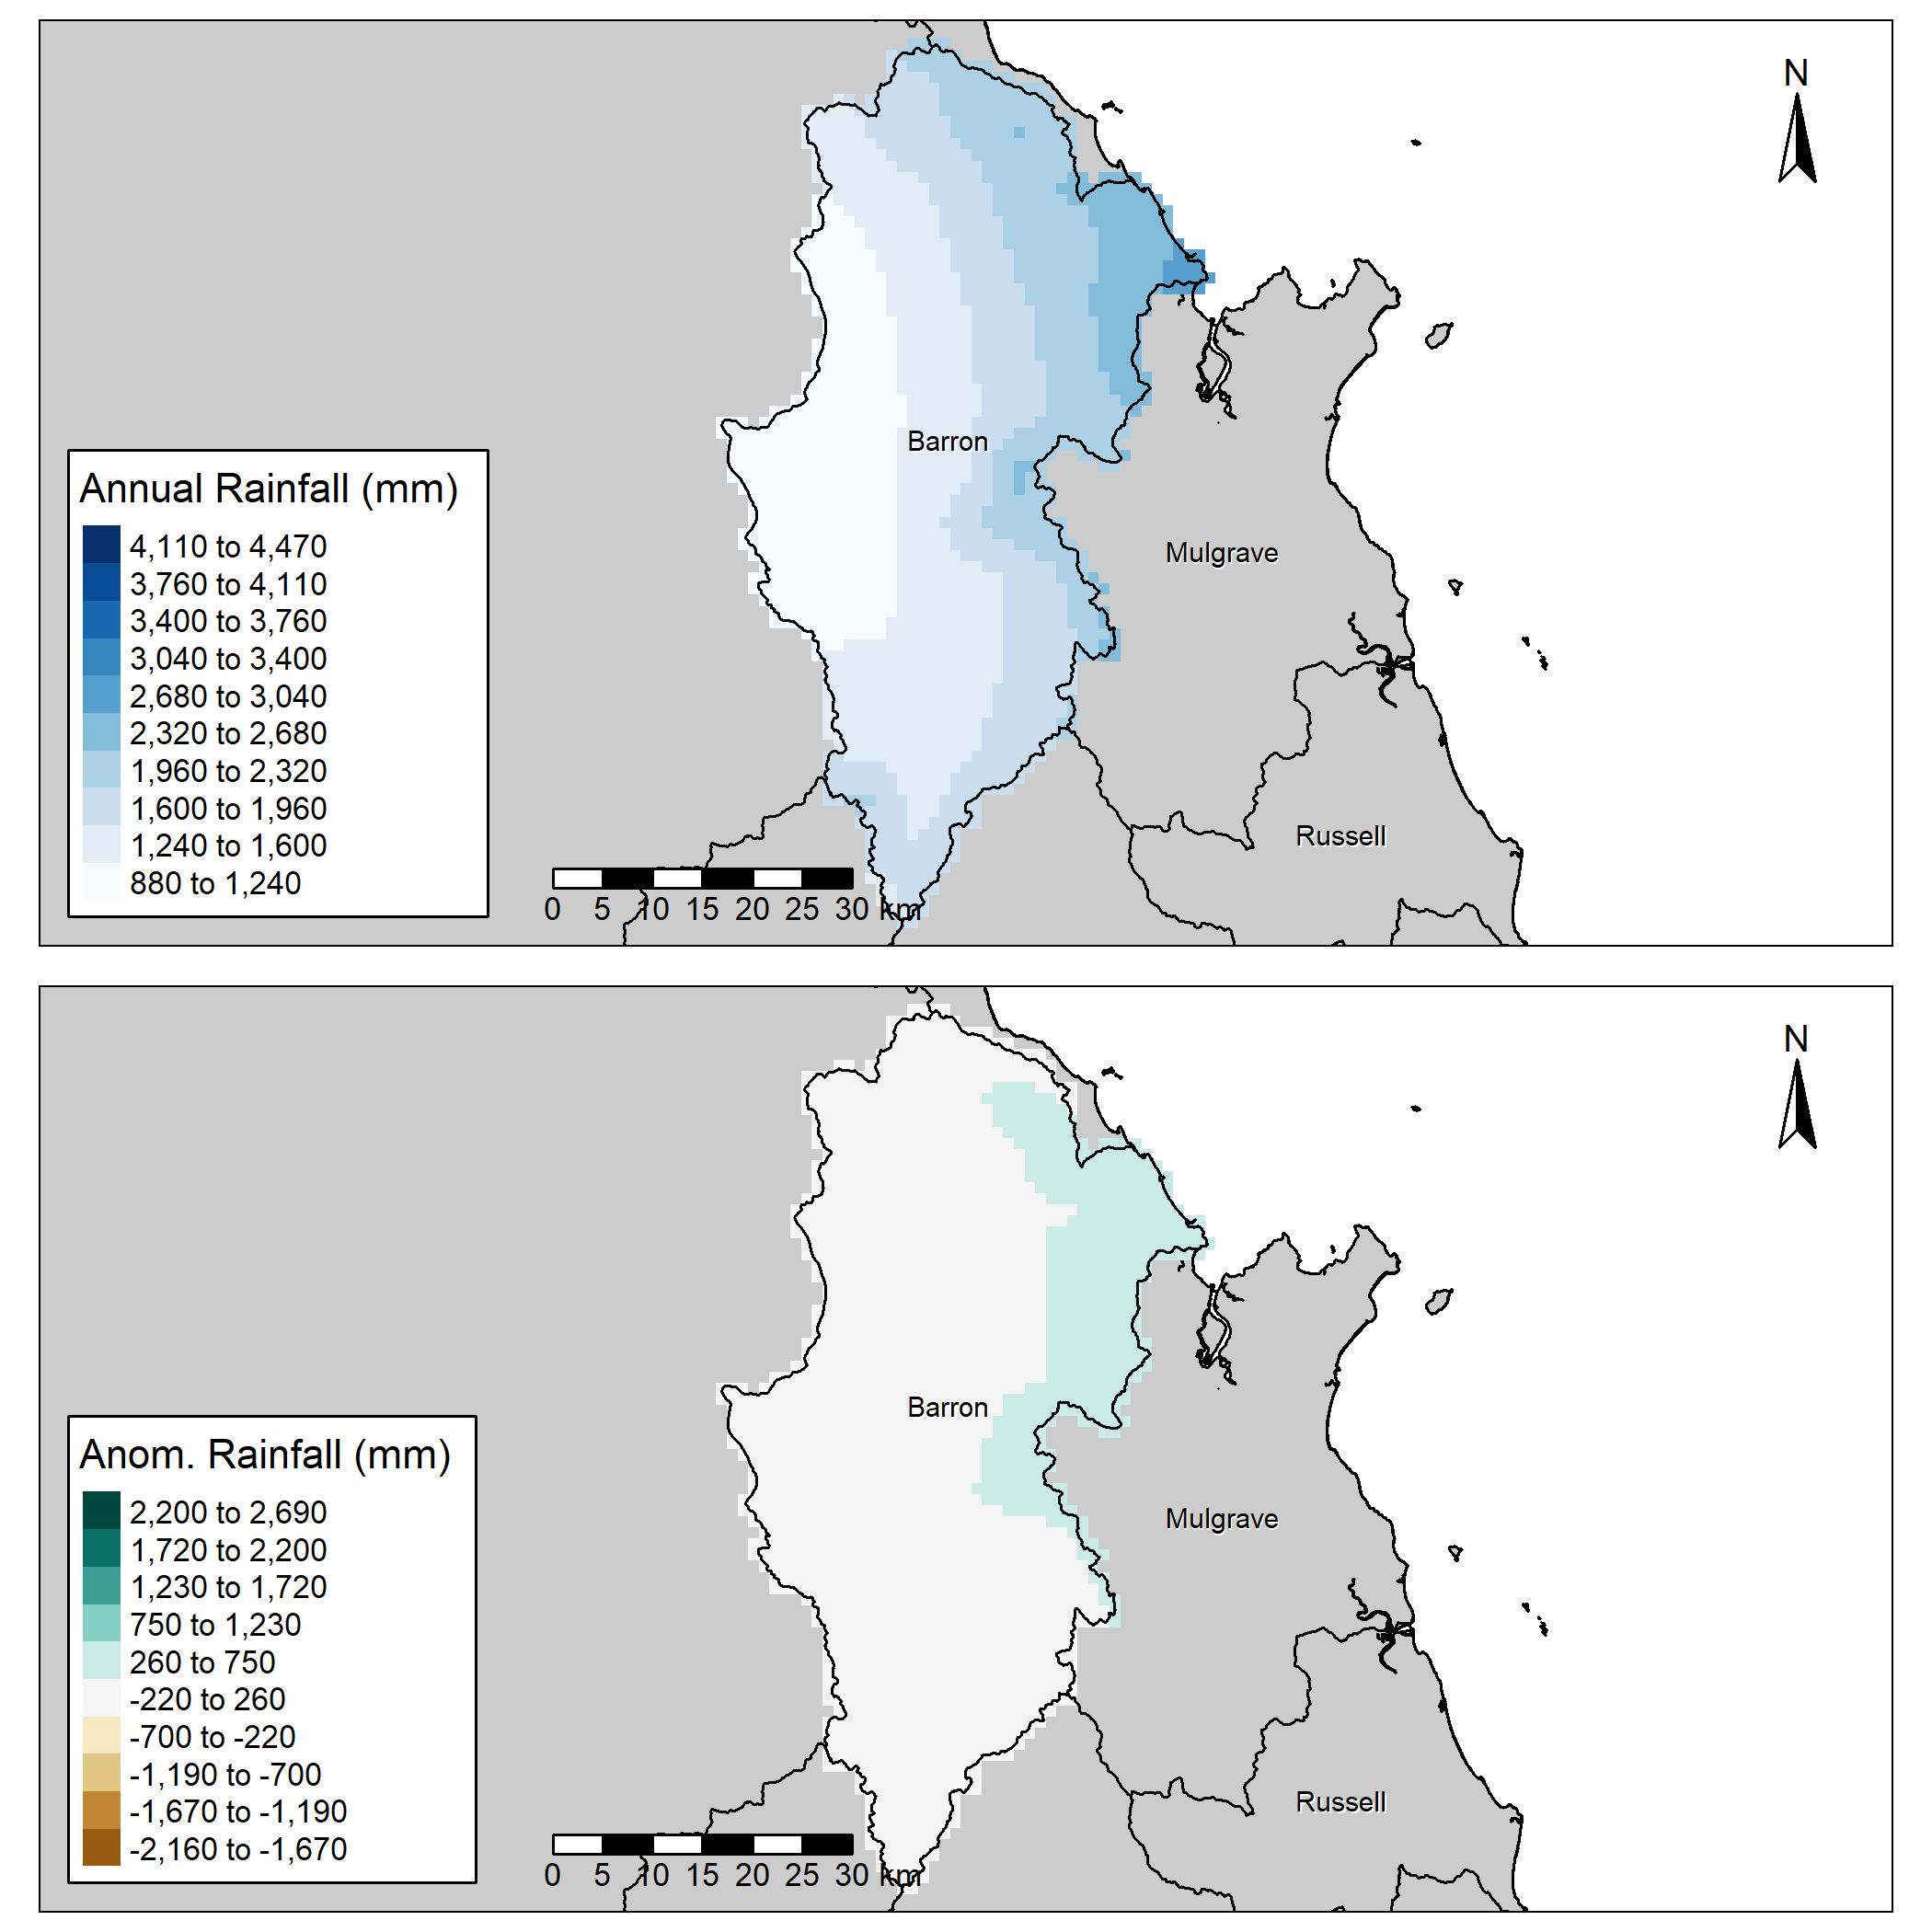 N
Barron
Mulgrave
Russell
Annual Rainfall (mm)
4,110 to 4,470
3,760 to 4,110
3,400 to 3,760
3,040 to 3,400
2,680 to 3,040
2,320 to 2,680
1,960 to 2,320
1,600 to 1,960
1,240 to 1,600
880 to 1,240
0 5 10 15 20 25 30 km
N
Barron
Mulgrave
Russell
Anom. Rainfall (mm)
2,200 to 2,690
1,720 to 2,200
1,230 to 1,720
750 to 1,230
260 to 750
-220 to 260
-700 to -220
-1,190 to -700
-1,670 to -1,190
-2,160 to -1,670
0 5 10 15 20 25 30 km